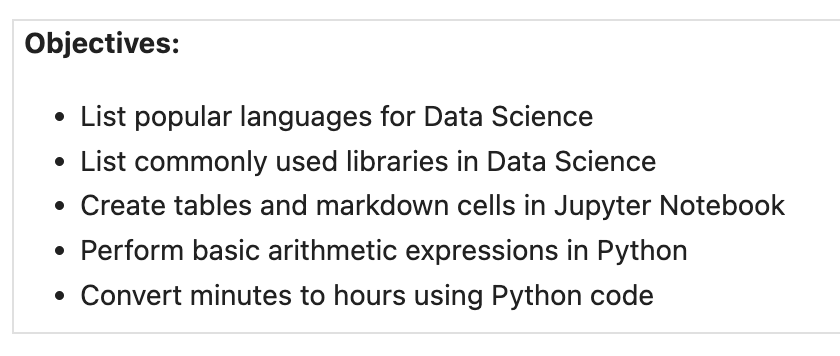 Objectives:
• List popular languages for Data Science
• List commonly used libraries in Data Science
• Create tables and markdown cells in Jupyter Notebook
• Perform basic arithmetic expressions in Python
• Convert minutes to hours using Python code